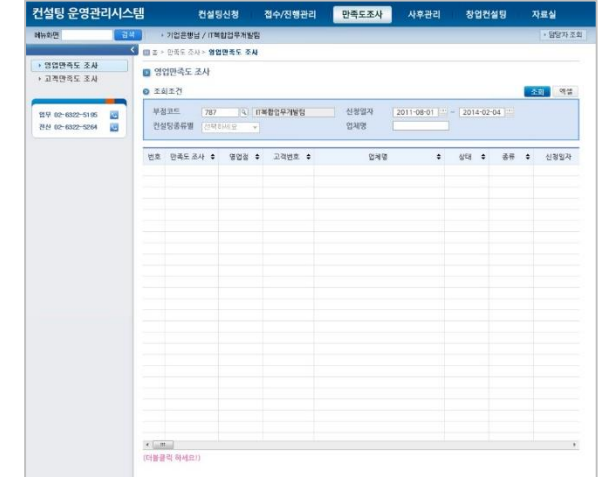 컨설팅 운영관리시스템
컨설팅신청 접수/진행관리 만족도조사 사후관리 창업컨설팅 자료실
메뉴화면 검색
› 기업은행님 / IT복합업무개발팀
› 담당자 조회
홈 › 만족도 조사 › 영업만족도 조사
› 영업만족도 조사
› 고객만족도 조사
업무 02-6322-5105
전산 02-6322-5264
영업만족도 조사
조회조건
조회 엑셀
부점코드 787 IT복합업무개발팀 신청일자 2011-08-01 ~ 2014-02-04
컨설팅종류별 선택하세요 업체명
번호 만족도 조사 영업점 고객번호 업체명 상태 종류 신청일자
(더블클릭 하세요!)